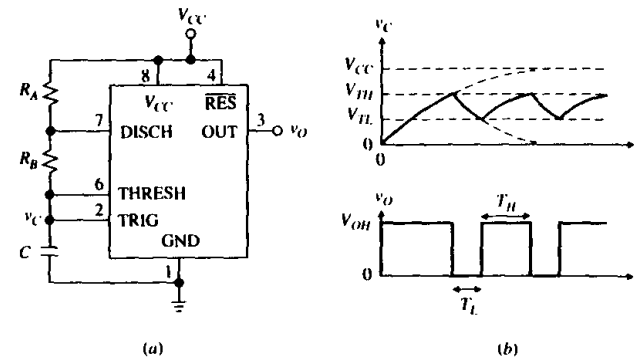 V_CC
8
4
R_A
V_CC
RES
7
DISCH
OUT
3
v_O
R_B
6
THRESH
v_C
2
TRIG
C
GND
1
(a)
v_C
V_CC
V_TH
V_TL
0
0
v_O
T_H
V_OH
0
T_L
(b)